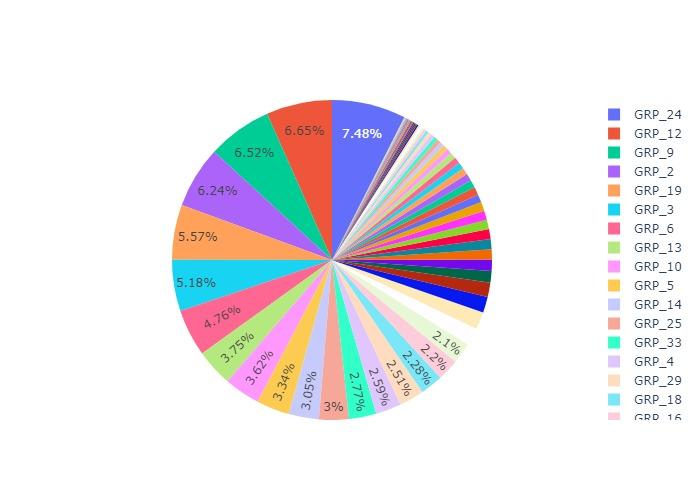 7.48%
6.65%
6.52%
6.24%
5.57%
5.18%
4.76%
3.75%
3.62%
3.34%
3.05%
3%
2.77%
2.59%
2.51%
2.28%
2.2%
2.1%
GRP_24
GRP_12
GRP_9
GRP_2
GRP_19
GRP_3
GRP_6
GRP_13
GRP_10
GRP_5
GRP_14
GRP_25
GRP_33
GRP_4
GRP_29
GRP_18
GRP_16